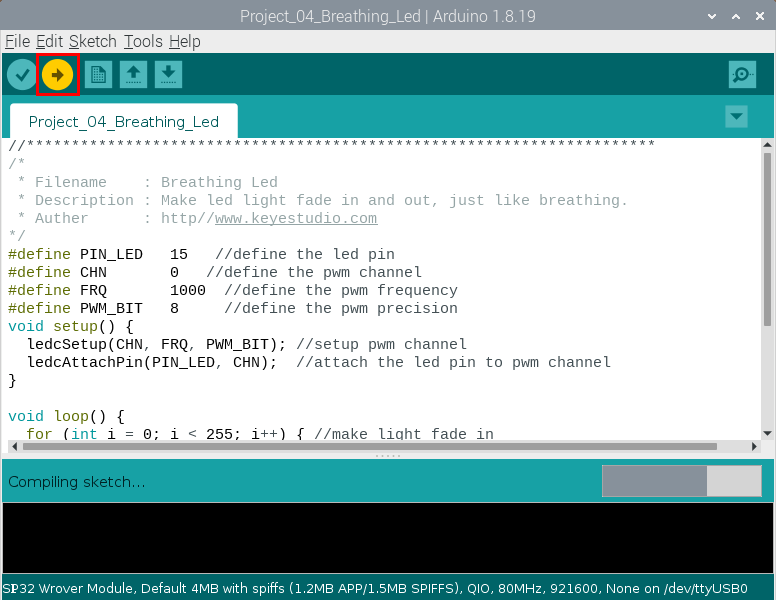 Project_04_Breathing_Led | Arduino 1.8.19
File Edit Sketch Tools Help
Project_04_Breathing_Led
//**********************************************************************
/*
 * Filename    : Breathing Led
 * Description : Make led light fade in and out, just like breathing.
 * Auther      : http//www.keyestudio.com
*/
#define PIN_LED   15   //define the led pin
#define CHN       0   //define the pwm channel
#define FRQ       1000  //define the pwm frequency
#define PWM_BIT   8     //define the pwm precision
void setup() {
  ledcSetup(CHN, FRQ, PWM_BIT); //setup pwm channel
  ledcAttachPin(PIN_LED, CHN);  //attach the led pin to pwm channel
}
void loop() {
  for (int i = 0; i < 255; i++) { //make light fade in
Compiling sketch...
P32 Wrover Module, Default 4MB with spiffs (1.2MB APP/1.5MB SPIFFS), QIO, 80MHz, 921600, None on /dev/ttyUSB0